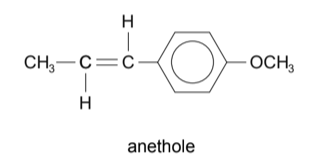 H
CH₃—C=C— —OCH₃
H
anethole